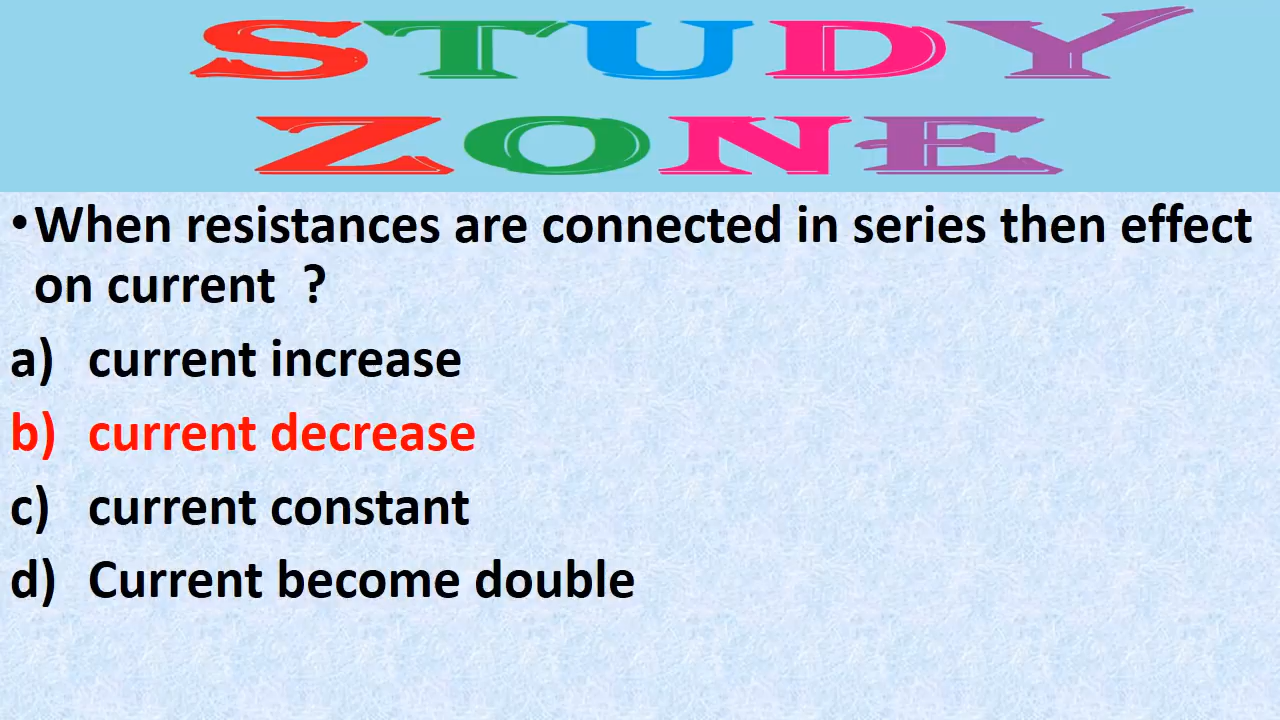 STUDY
ZONE
•When resistances are connected in series then effect
on current ?
a) current increase
b) current decrease
c) current constant
d) Current become double